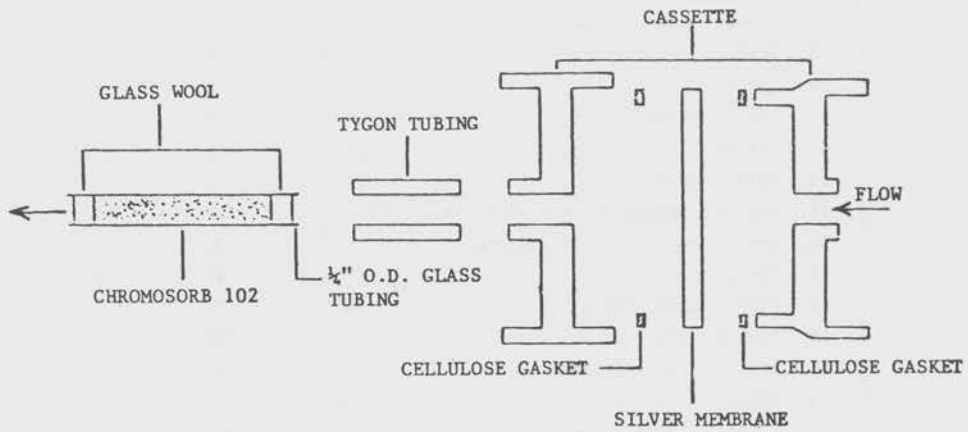 CASSETTE
GLASS WOOL
TYGON TUBING
FLOW
¼" O.D. GLASS
TUBING
CHROMOSORB 102
CELLULOSE GASKET
CELLULOSE GASKET
SILVER MEMBRANE